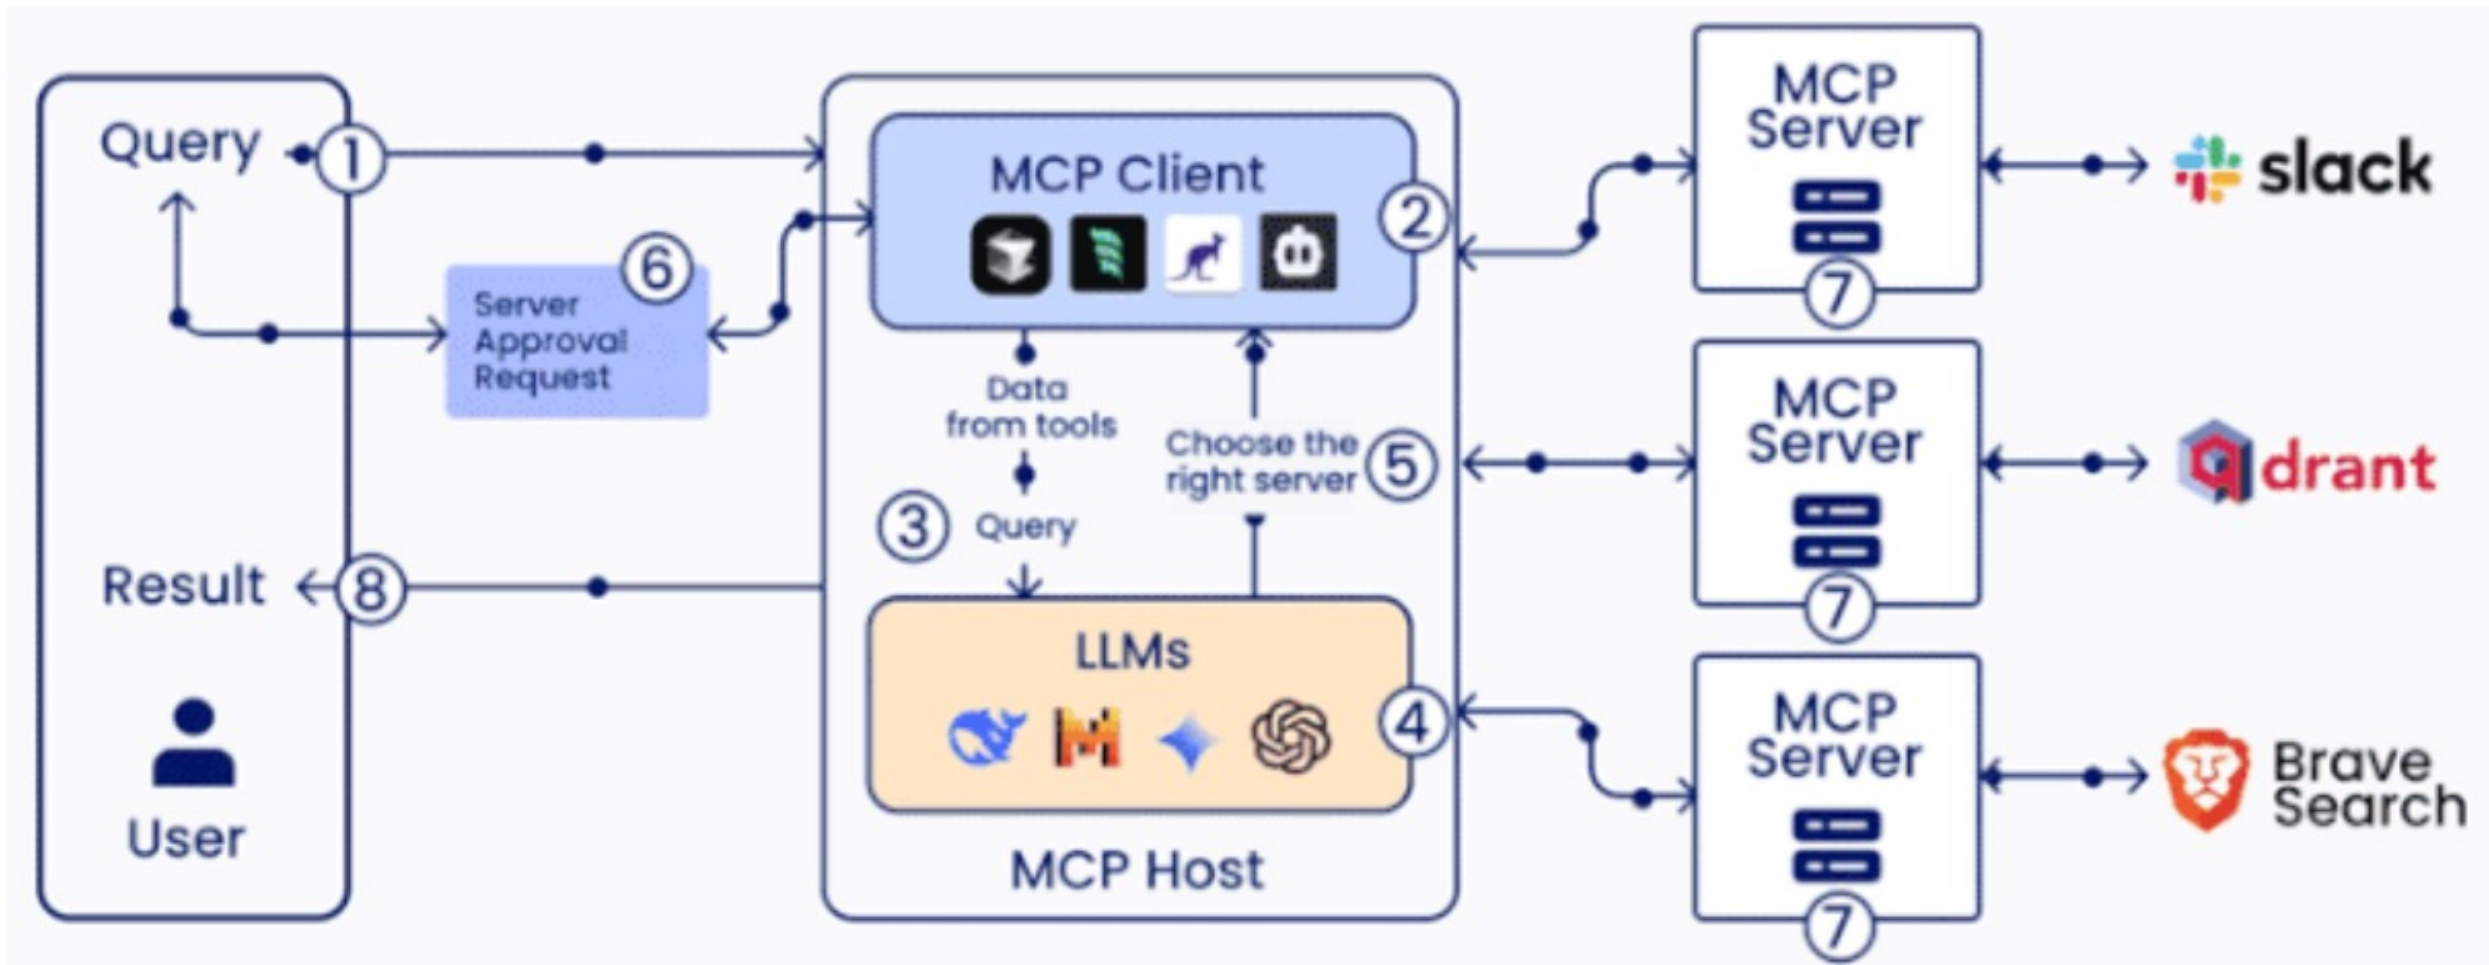 Query
1
6
Server
Approval
Request
Result
8
User
MCP Client
2
Data
from tools
Choose the
right server
5
3
Query
LLMs
4
MCP Host
MCP
Server
7
slack
MCP
Server
7
qdrant
MCP
Server
7
Brave
Search